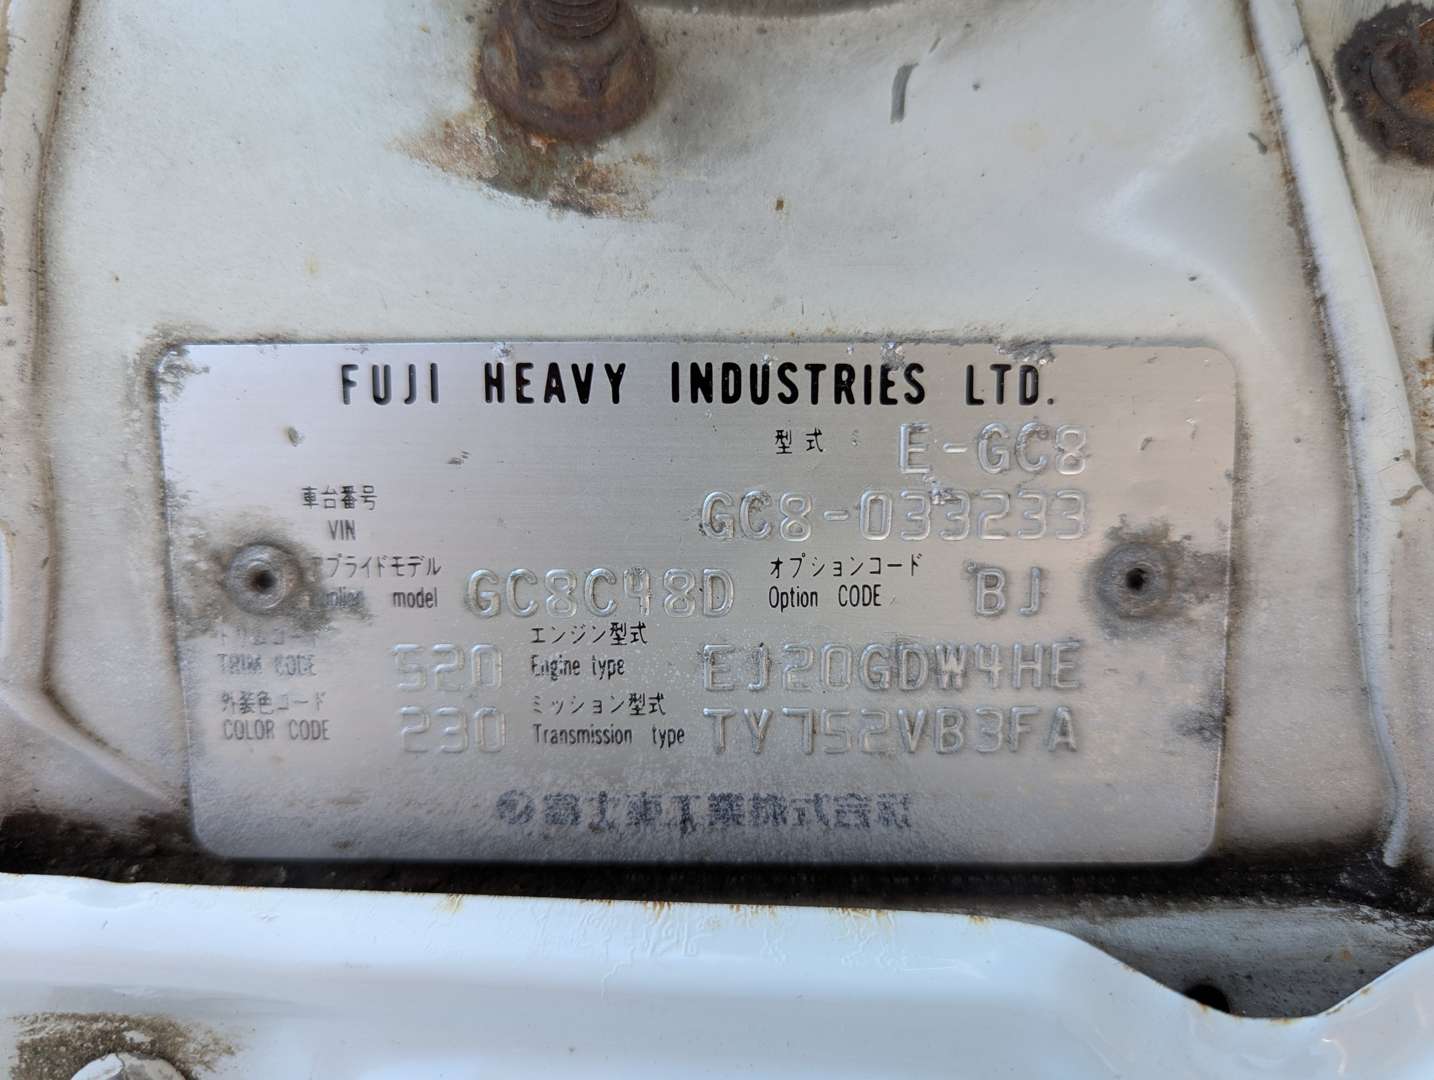 FUJI HEAVY INDUSTRIES LTD.
型式 E-GC8
車台番号
VIN GC8-033233
プライドモデル オプションコード
model GC8C48D Option CODE BJ
エンジン型式
TRIM CODE 520 Engine type EJ20GDW4HE
外装色コード ミッション型式
COLOR CODE 230 Transmission type TY752VB3FA
富士重工業株式会社